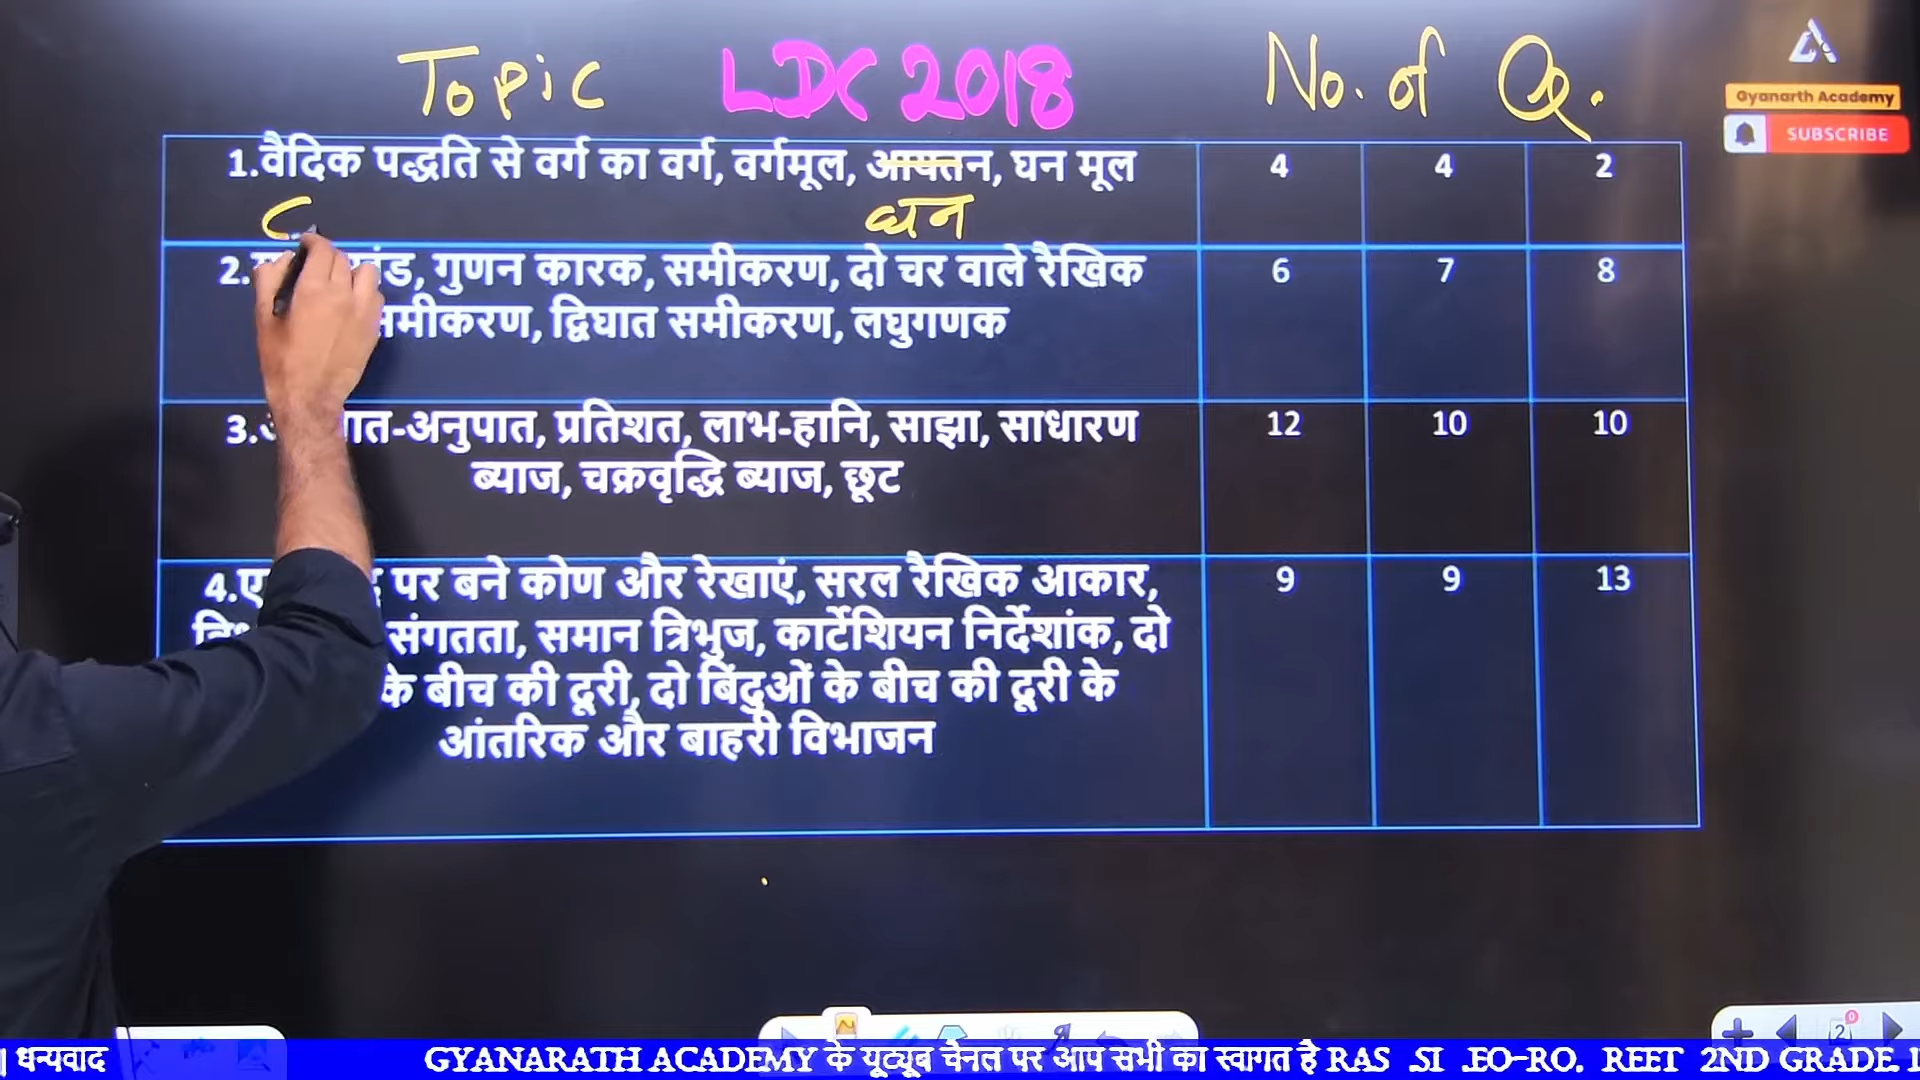 Topic LDC 2018 No. of Q.
Gyanarth Academy
SUBSCRIBE
1.वैदिक पद्धति से वर्ग का वर्ग, वर्गमूल, आयतन, घन मूल 4 4 2
घन
2. गुणन कारक, समीकरण, दो चर वाले रैखिक 6 7 8
समीकरण, द्विघात समीकरण, लघुगणक
3. अनुपात, प्रतिशत, लाभ-हानि, साझा, साधारण 12 10 10
ब्याज, चक्रवृद्धि ब्याज, छूट
4. पर बने कोण और रेखाएं, सरल रैखिक आकार, 9 9 13
संगतता, समान त्रिभुज, कार्टेशियन निर्देशांक, दो
के बीच की दूरी, दो बिंदुओं के बीच की दूरी के
आंतरिक और बाहरी विभाजन
2 0
| धन्यवाद GYANARATH ACADEMY के यूट्यूब चैनल पर आप सभी का स्वागत है RAS .SI .EO-RO. REET 2ND GRADE.